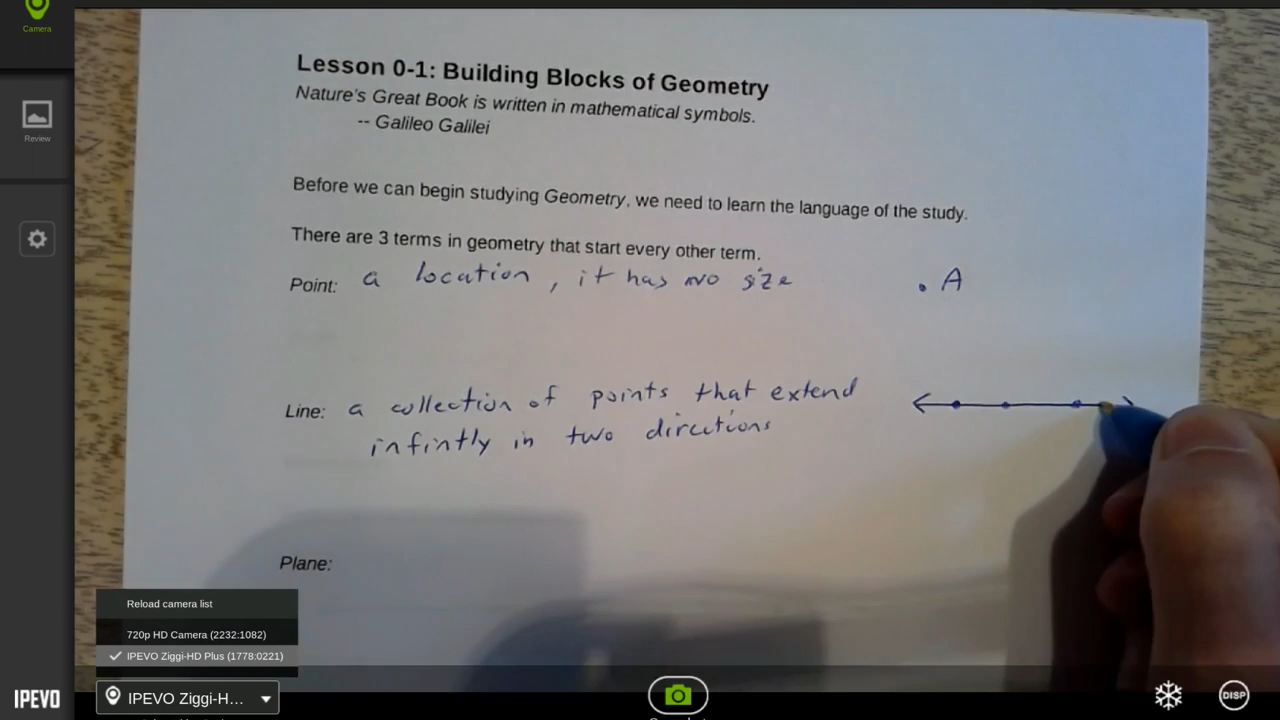 Camera
Lesson 0-1: Building Blocks of Geometry
Nature's Great Book is written in mathematical symbols.
-- Galileo Galilei
Review
Before we can begin studying Geometry, we need to learn the language of the study.
There are 3 terms in geometry that start every other term.
Point: a location, it has no size . A
Line: a collection of points that extend
infintly in two directions
Plane:
Reload camera list
720p HD Camera (2232:1082)
IPEVO Ziggi-HD Plus (1778:0221)
IPEVO
IPEVO Ziggi-H...
DISP